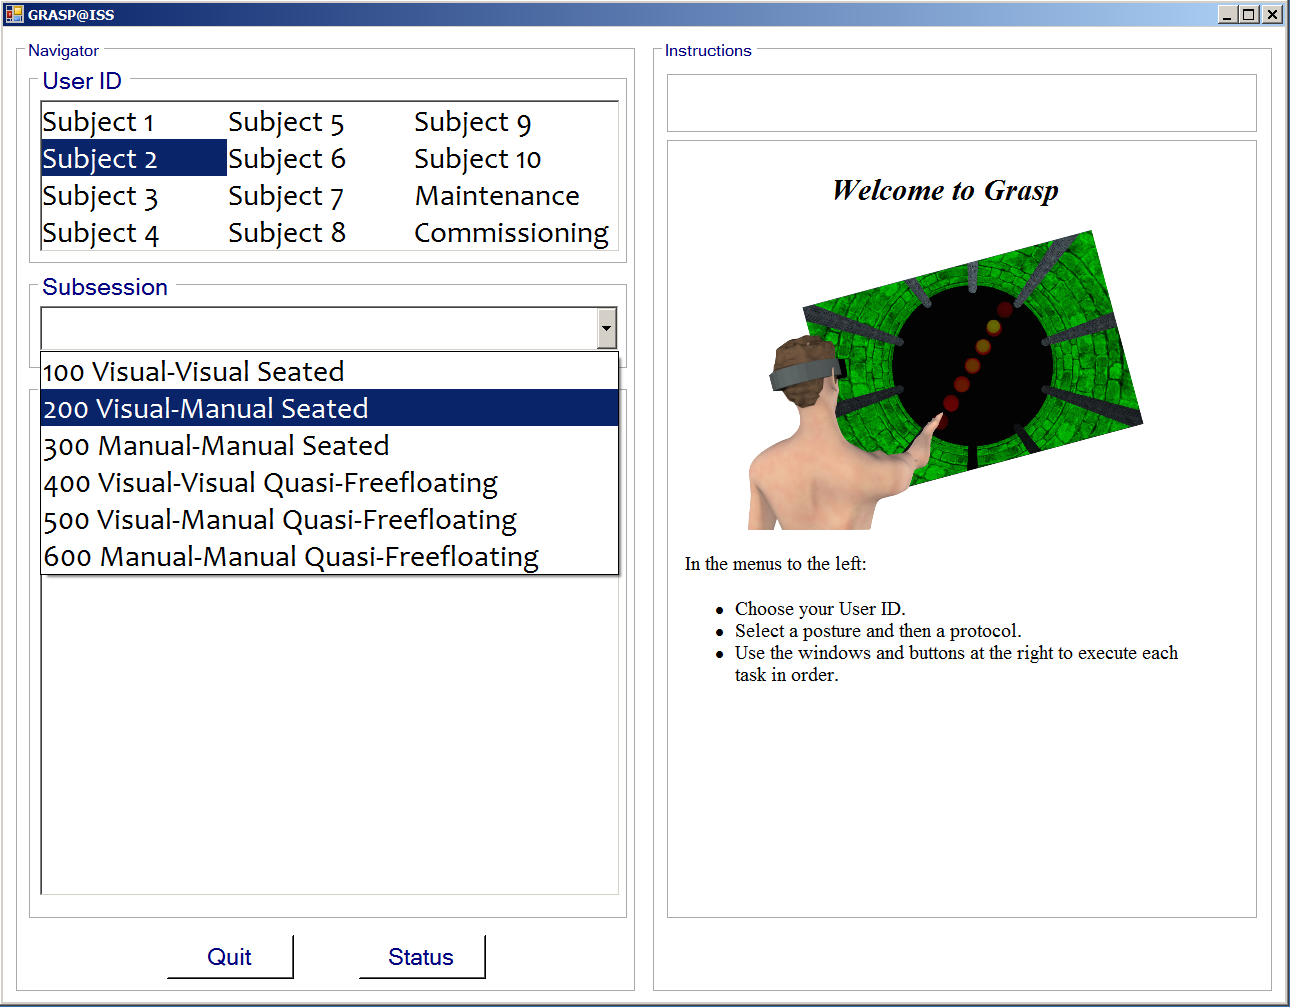 GRASP@ISS
Navigator
User ID
Subject 1
Subject 2
Subject 3
Subject 4
Subject 5
Subject 6
Subject 7
Subject 8
Subject 9
Subject 10
Maintenance
Commissioning
Subsession
100 Visual-Visual Seated
200 Visual-Manual Seated
300 Manual-Manual Seated
400 Visual-Visual Quasi-Freefloating
500 Visual-Manual Quasi-Freefloating
600 Manual-Manual Quasi-Freefloating
Quit
Status
Instructions
Welcome to Grasp
In the menus to the left:
• Choose your User ID.
• Select a posture and then a protocol.
• Use the windows and buttons at the right to execute each
task in order.